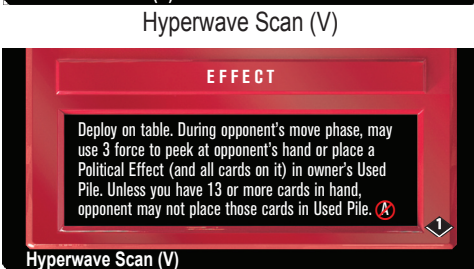 Hyperwave Scan (V)
EFFECT
Deploy on table. During opponent's move phase, may
use 3 force to peek at opponent's hand or place a
Political Effect (and all cards on it) in owner's Used
Pile. Unless you have 13 or more cards in hand,
opponent may not place those cards in Used Pile. A
1
Hyperwave Scan (V)